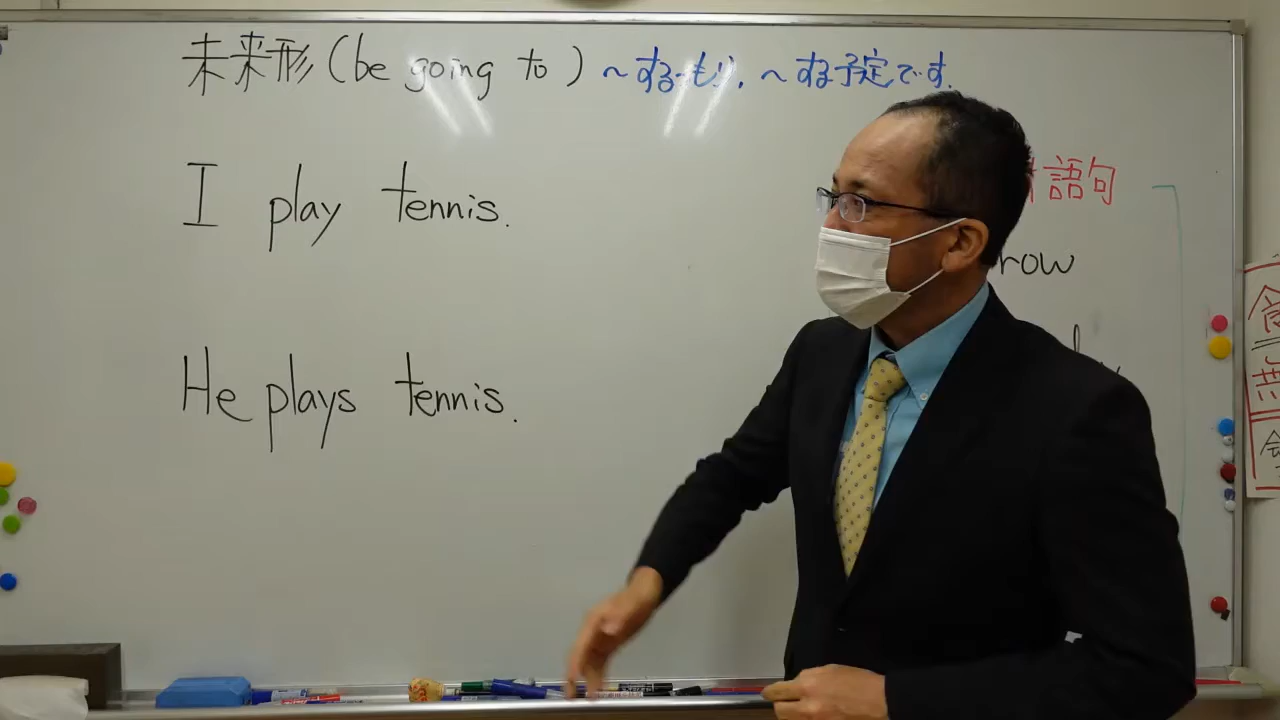 未来形(be going to) ～するつもり, ～する予定です.
I play tennis.
語句
row
He plays tennis.